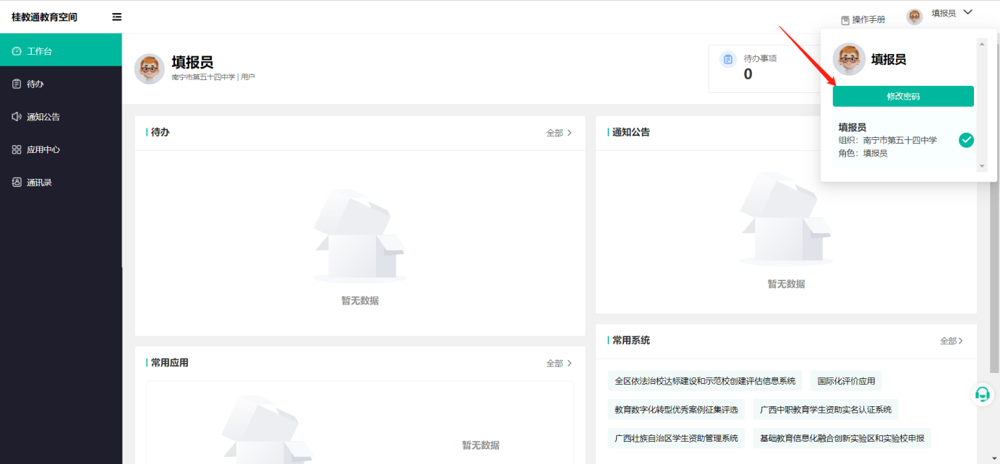 桂教通教育空间
操作手册
填报员
工作台
待办
通知公告
应用中心
通讯录
填报员
南宁市第五十四中学 | 用户
待办事项
0
填报员
修改密码
填报员
组织：南宁市第五十四中学
角色：填报员
待办
全部
暂无数据
通知公告
暂无数据
常用应用
全部
暂无数据
常用系统
全部
全区依法治校达标建设和示范校创建评估信息系统
国际化评价应用
教育数字化转型优秀案例征集评选
广西中职教育学生资助实名认证系统
广西壮族自治区学生资助管理系统
基础教育信息化融合创新实验区和实验校申报